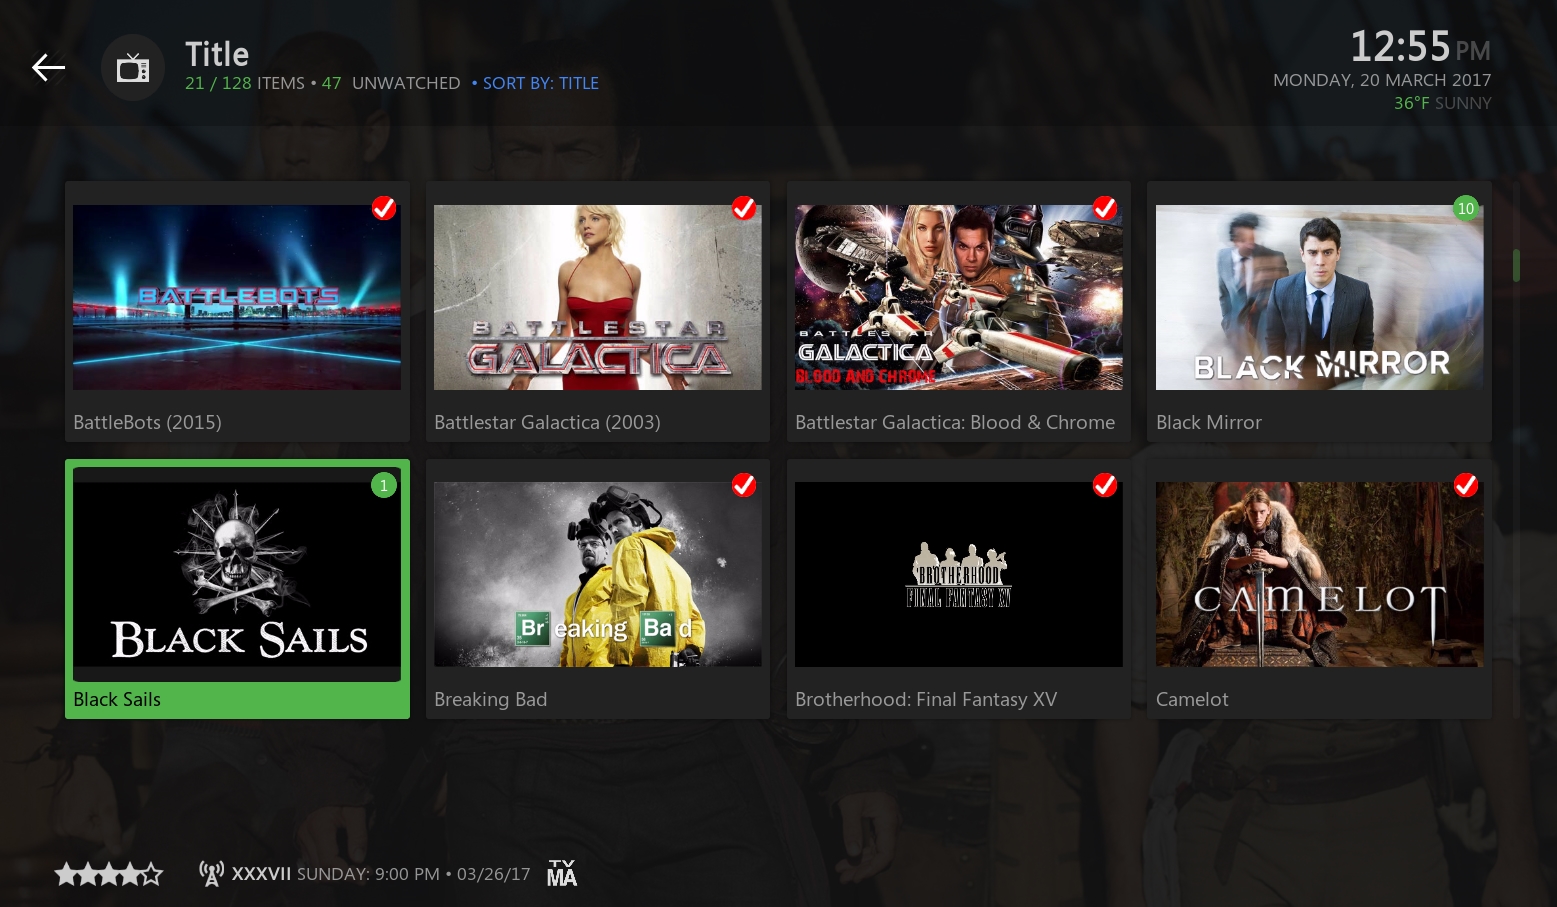 Title
21 / 128 ITEMS • 47 UNWATCHED • SORT BY: TITLE
12:55 PM
MONDAY, 20 MARCH 2017
36°F SUNNY
BATTLEBOTS
BattleBots (2015)
BATTLESTAR
GALACTICA
Battlestar Galactica (2003)
BATTLESTAR
GALACTICA
BLOOD AND CHROME
Battlestar Galactica: Blood & Chrome
10
BLACK MIRROR
Black Mirror
1
BLACK SAILS
Black Sails
Breaking Bad
Breaking Bad
BROTHERHOOD
FINAL FANTASY XV
Brotherhood: Final Fantasy XV
CAMELOT
Camelot
XXXVII SUNDAY: 9:00 PM • 03/26/17
TV
MA